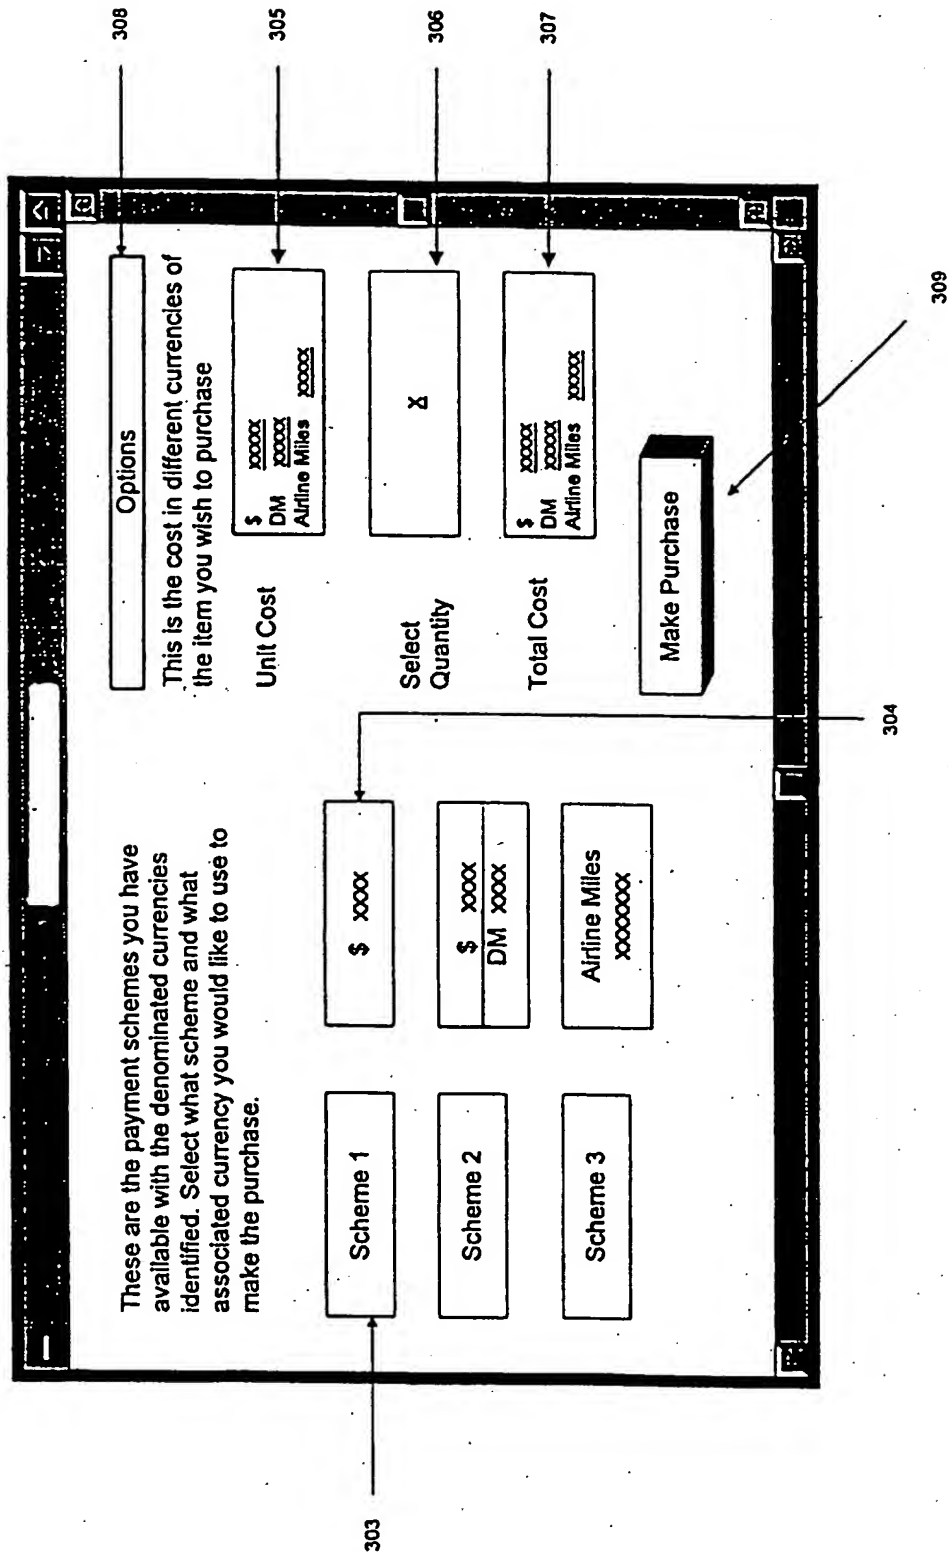 308
305
306
307
Options
This is the cost in different currencies of
the item you wish to purchase
Unit Cost
$ xxxxx
DM xxxxx
Airline Miles xxxxx
Select
Quantity
X
Total Cost
$ xxxxx
DM xxxxx
Airline Miles xxxxx
Make Purchase
309
These are the payment schemes you have
available with the denominated currencies
identified. Select what scheme and what
associated currency you would like to use to
make the purchase.
Scheme 1
$ xxxx
Scheme 2
$ xxxx
DM xxxx
Scheme 3
Airline Miles
xxxxxxx
304
303